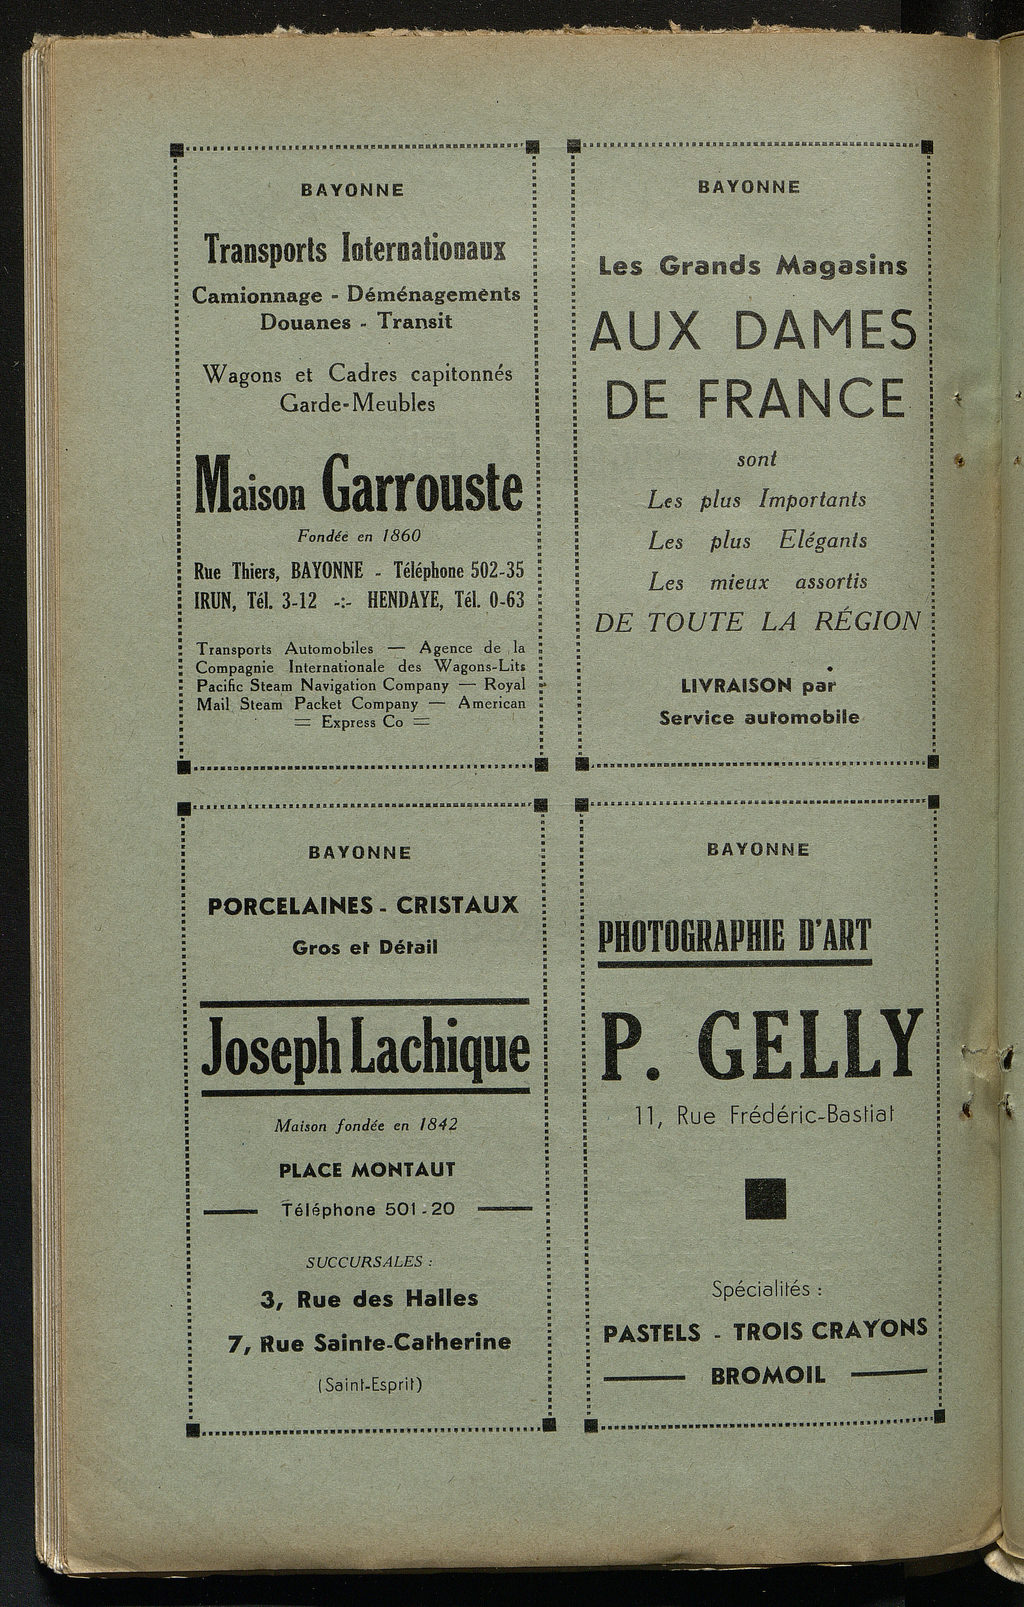 BAYONNE
Transports Internationaux
Camionnage - Déménagements
Douanes - Transit
Wagons et Cadres capitonnés
Garde-Meubles
Maison Garrouste
Fondée en 1860
Rue Thiers, BAYONNE - Téléphone 502-35
IRUN, Tél. 3-12 -:- HENDAYE, Tél. 0-63
Transports Automobiles — Agence de la
Compagnie Internationale des Wagons-Lits
Pacific Steam Navigation Company — Royal
Mail Steam Packet Company — American
= Express Co =
BAYONNE
Les Grands Magasins
AUX DAMES
DE FRANCE
sont
Les plus Importants
Les plus Elégants
Les mieux assortis
DE TOUTE LA RÉGION
LIVRAISON par
Service automobile
BAYONNE
PORCELAINES - CRISTAUX
Gros et Détail
Joseph Lachique
Maison fondée en 1842
PLACE MONTAUT
Téléphone 501-20
SUCCURSALES :
3, Rue des Halles
7, Rue Sainte-Catherine
(Saint-Esprit)
BAYONNE
PHOTOGRAPHIE D'ART
P. GELLY
11, Rue Frédéric-Bastiat
Spécialités :
PASTELS - TROIS CRAYONS
BROMOIL